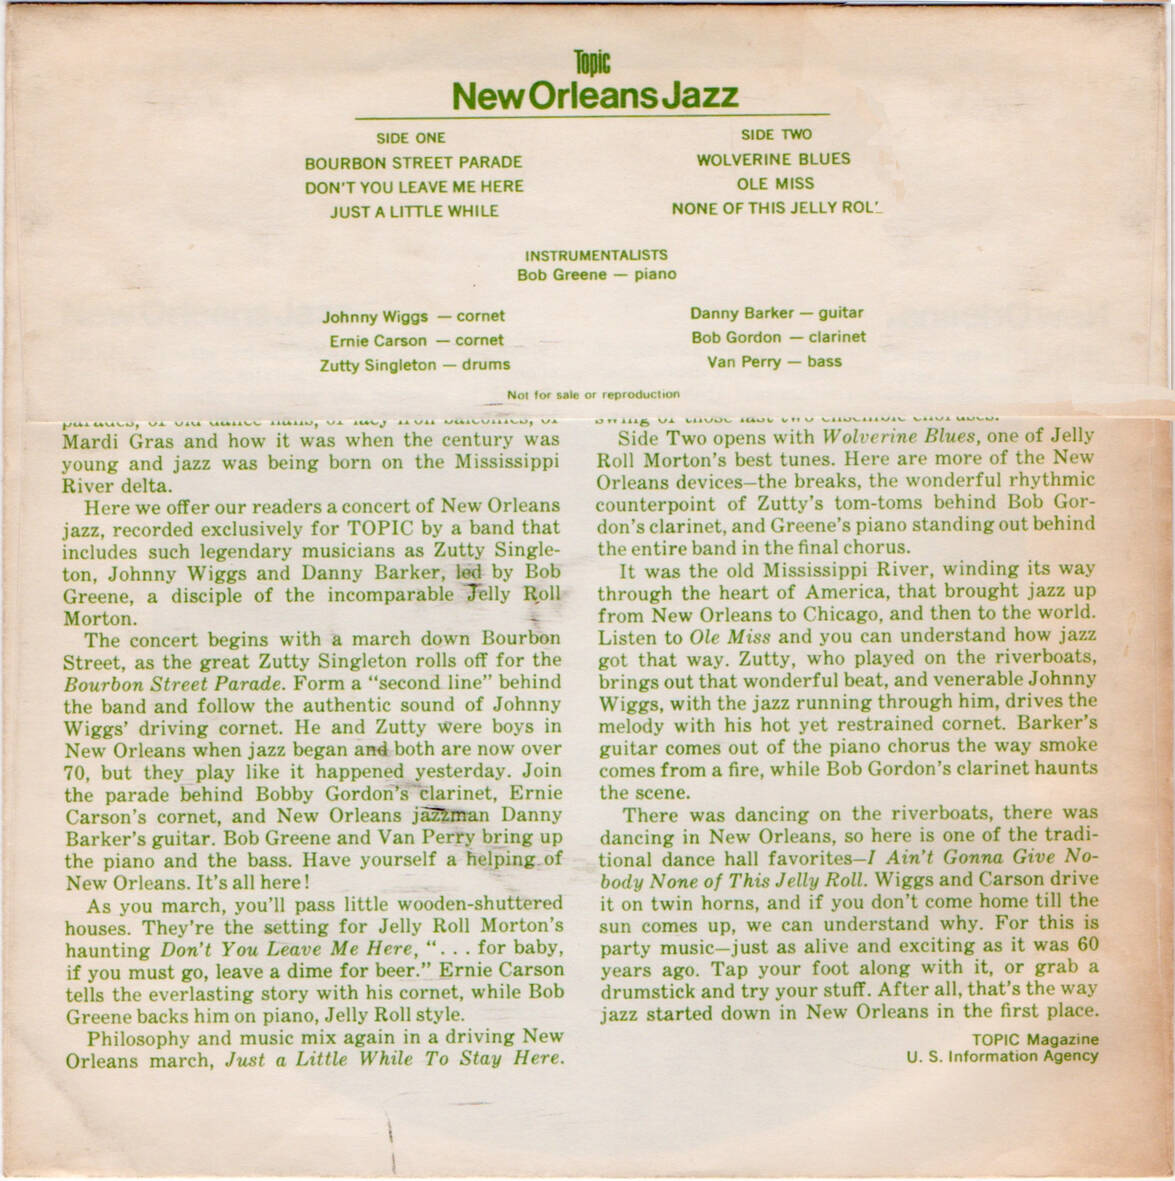 Topic
New Orleans Jazz
SIDE ONE
BOURBON STREET PARADE
DON'T YOU LEAVE ME HERE
JUST A LITTLE WHILE
SIDE TWO
WOLVERINE BLUES
OLE MISS
NONE OF THIS JELLY
INSTRUMENTALISTS
Bob Greene — piano
Johnny Wiggs — cornet
Ernie Carson — cornet
Zutty Singleton — drums
Danny Barker — guitar
Bob Gordon — clarinet
Van Perry — bass
Not for sale or reproduction
parades, of old dance halls, of lacy iron balconies, of
Mardi Gras and how it was when the century was
young and jazz was being born on the Mississippi
River delta.
Here we offer our readers a concert of New Orleans
jazz, recorded exclusively for TOPIC by a band that
includes such legendary musicians as Zutty Single-
ton, Johnny Wiggs and Danny Barker, led by Bob
Greene, a disciple of the incomparable Jelly Roll
Morton.
The concert begins with a march down Bourbon
Street, as the great Zutty Singleton rolls off for the
Bourbon Street Parade. Form a “second line” behind
the band and follow the authentic sound of Johnny
Wiggs’ driving cornet. He and Zutty were boys in
New Orleans when jazz began and both are now over
70, but they play like it happened yesterday. Join
the parade behind Bobby Gordon’s clarinet, Ernie
Carson’s cornet, and New Orleans jazzman Danny
Barker’s guitar. Bob Greene and Van Perry bring up
the piano and the bass. Have yourself a helping of
New Orleans. It’s all here!
As you march, you’ll pass little wooden-shuttered
houses. They’re the setting for Jelly Roll Morton’s
haunting Don’t You Leave Me Here, “. . . for baby,
if you must go, leave a dime for beer.” Ernie Carson
tells the everlasting story with his cornet, while Bob
Greene backs him on piano, Jelly Roll style.
Philosophy and music mix again in a driving New
Orleans march, Just a Little While To Stay Here.
swing of those last two ensemble choruses.
Side Two opens with Wolverine Blues, one of Jelly
Roll Morton’s best tunes. Here are more of the New
Orleans devices—the breaks, the wonderful rhythmic
counterpoint of Zutty’s tom-toms behind Bob Gor-
don’s clarinet, and Greene’s piano standing out behind
the entire band in the final chorus.
It was the old Mississippi River, winding its way
through the heart of America, that brought jazz up
from New Orleans to Chicago, and then to the world.
Listen to Ole Miss and you can understand how jazz
got that way. Zutty, who played on the riverboats,
brings out that wonderful beat, and venerable Johnny
Wiggs, with the jazz running through him, drives the
melody with his hot yet restrained cornet. Barker’s
guitar comes out of the piano chorus the way smoke
comes from a fire, while Bob Gordon’s clarinet haunts
the scene.
There was dancing on the riverboats, there was
dancing in New Orleans, so here is one of the tradi-
tional dance hall favorites—I Ain’t Gonna Give No-
body None of This Jelly Roll. Wiggs and Carson drive
it on twin horns, and if you don’t come home till the
sun comes up, we can understand why. For this is
party music—just as alive and exciting as it was 60
years ago. Tap your foot along with it, or grab a
drumstick and try your stuff. After all, that’s the way
jazz started down in New Orleans in the first place.
TOPIC Magazine
U. S. Information Agency